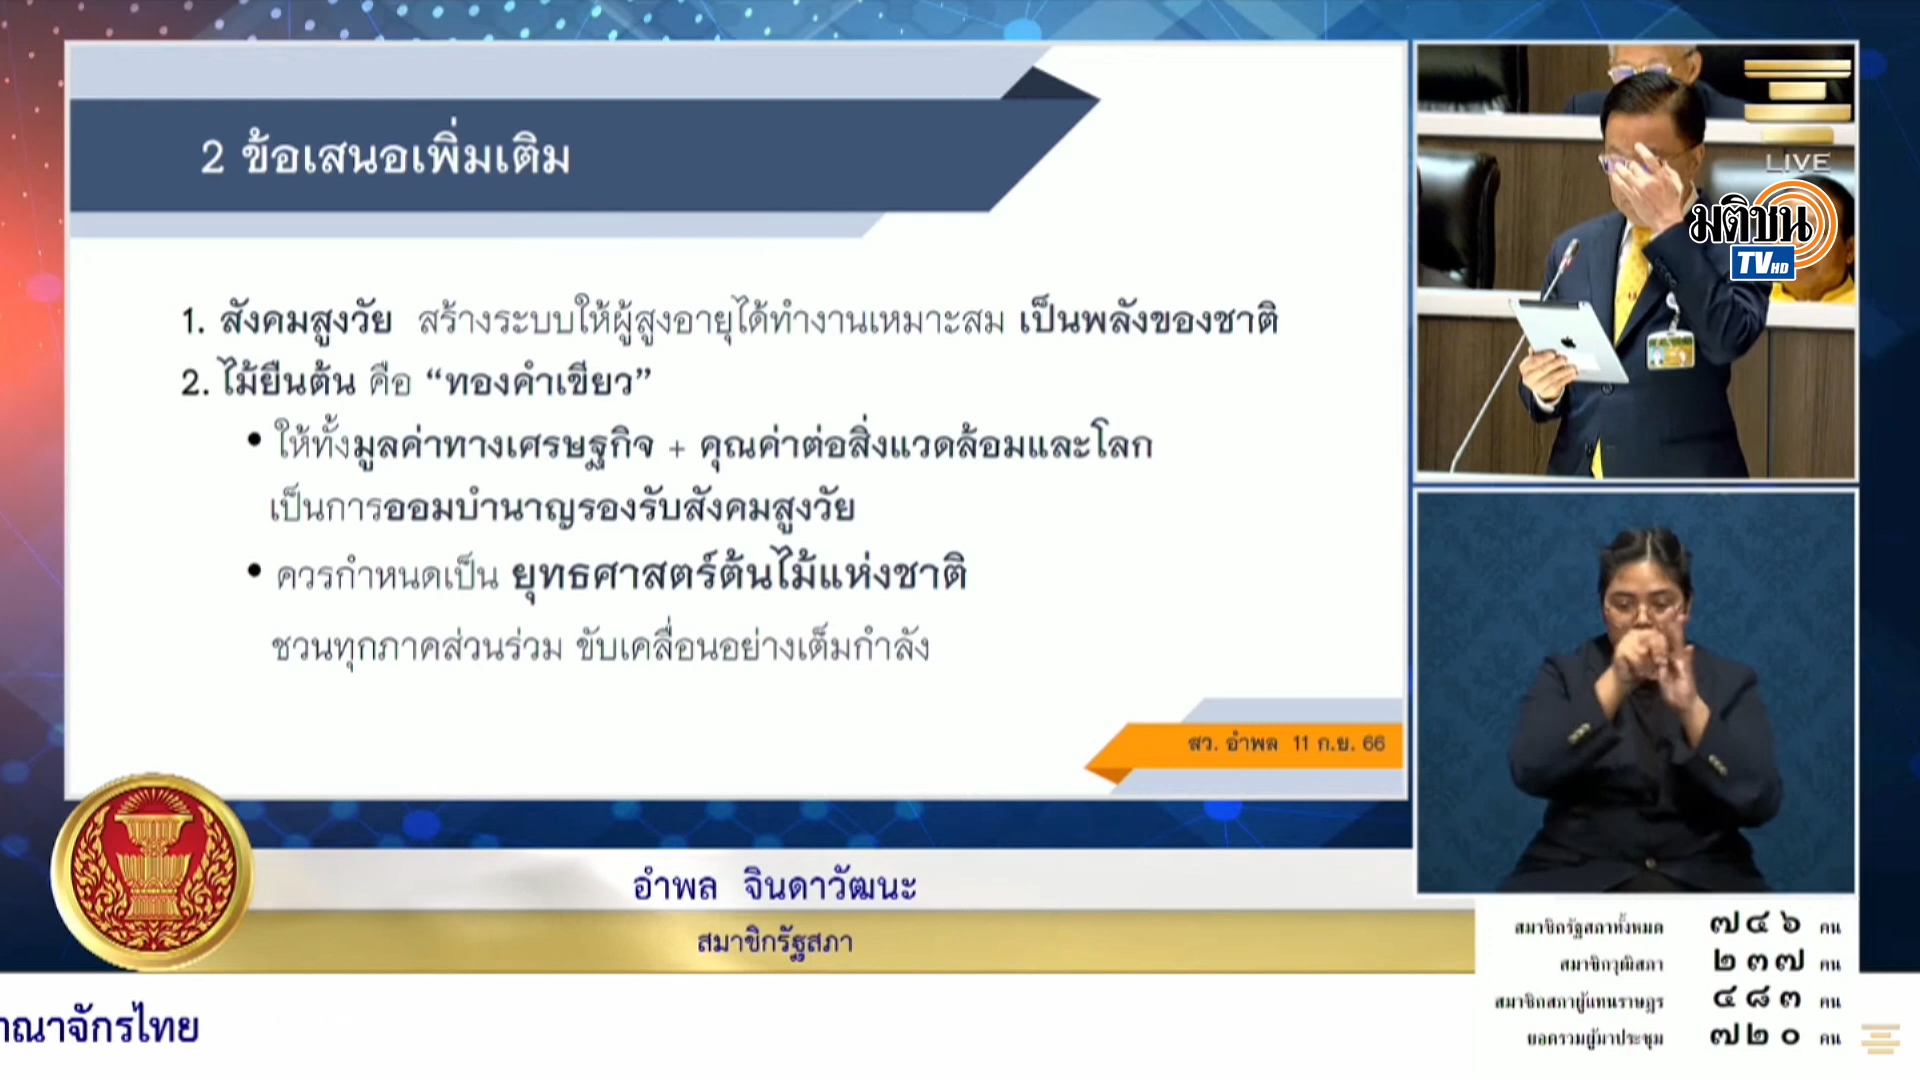 2 ข้อเสนอเพิ่มเติม
1. สังคมสูงวัย สร้างระบบให้ผู้สูงอายุได้ทำงานเหมาะสม เป็นพลังของชาติ
2. ไม้ยืนต้น คือ “ทองคำเขียว”
• ให้ทั้งมูลค่าทางเศรษฐกิจ + คุณค่าต่อสิ่งแวดล้อมและโลก
เป็นการออมบำนาญรองรับสังคมสูงวัย
• ควรกำหนดเป็น ยุทธศาสตร์ต้นไม้แห่งชาติ
ชวนทุกภาคส่วนร่วม ขับเคลื่อนอย่างเต็มกำลัง
สว. อำพล 11 ก.ย. 66
LIVE
มติชน
TV HD
อำพล จินดาวัฒนะ
สมาชิกรัฐสภา
สมาชิกรัฐสภาทั้งหมด ๗๔๖ คน
สมาชิกวุฒิสภา ๒๓๗ คน
สมาชิกสภาผู้แทนราษฎร ๔๘๓ คน
ยอดรวมผู้มาประชุม ๗๒๐ คน
าณาจักรไทย